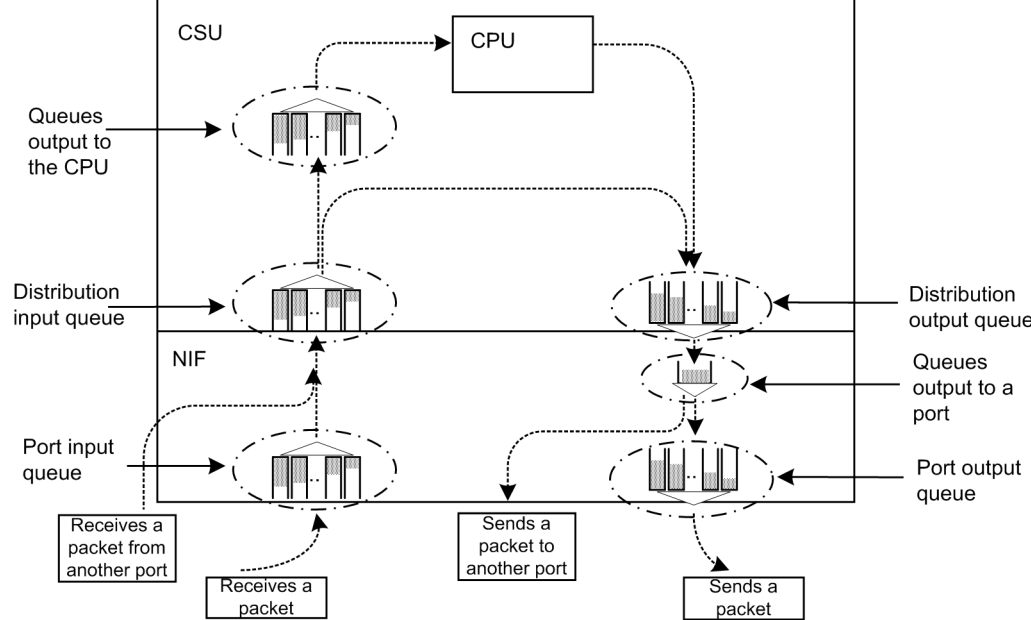 CSU
CPU
Queues
output to
the CPU
Distribution
input queue
Distribution
output queue
NIF
Queues
output to a
port
Port input
queue
Port output
queue
Receives a
packet from
another port
Sends a
packet to
another port
Receives a
packet
Sends a
packet